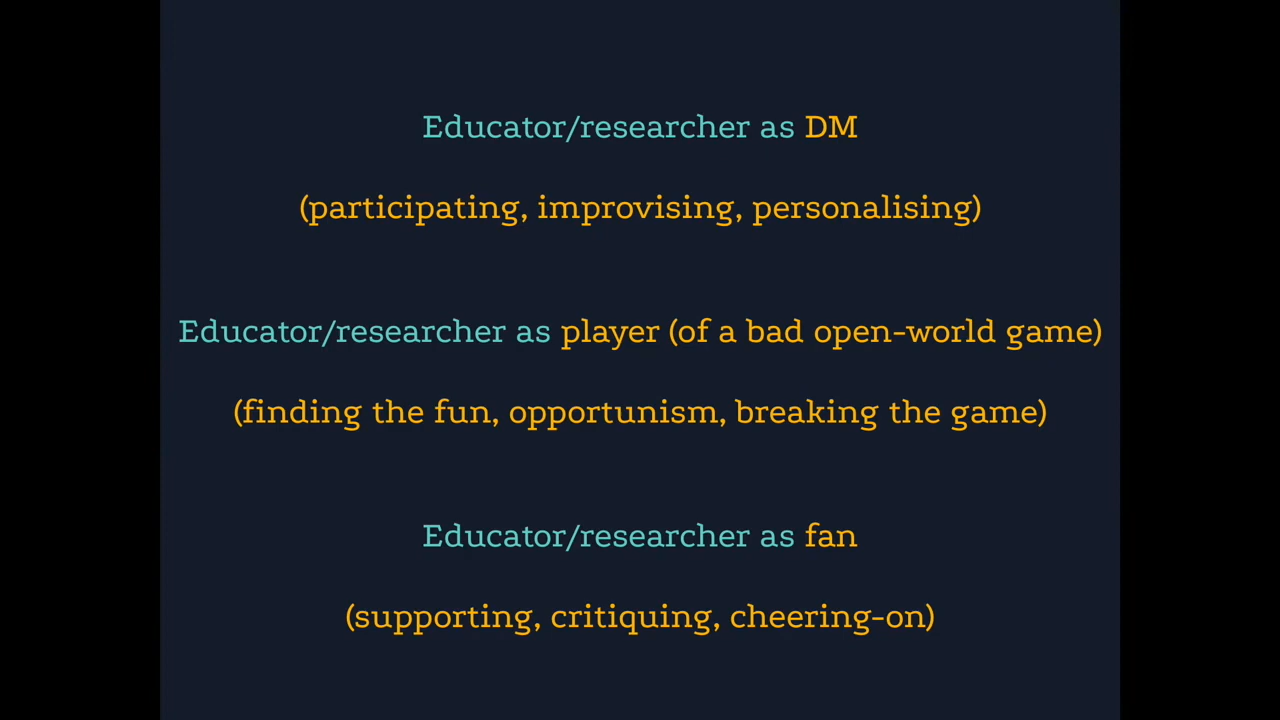 Educator/researcher as DM
(participating, improvising, personalising)
Educator/researcher as player (of a bad open-world game)
(finding the fun, opportunism, breaking the game)
Educator/researcher as fan
(supporting, critiquing, cheering-on)